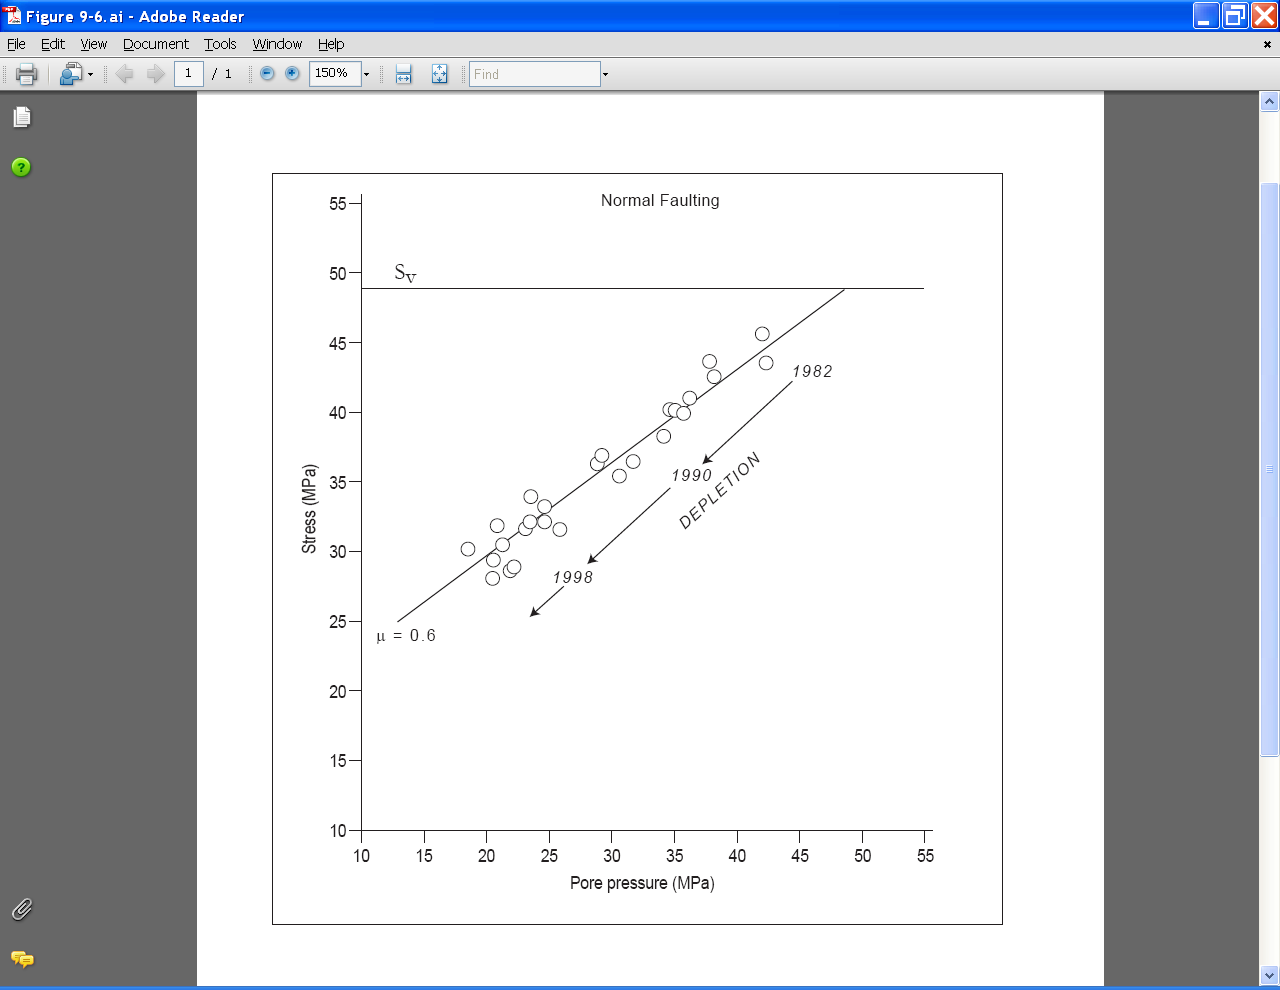 Figure 9-6.ai - Adobe Reader
File Edit View Document Tools Window Help
1 / 1 150% Find
Normal Faulting
55
50
45
40
35
30
25
20
15
10
Sv
1982
1990
DEPLETION
1998
μ = 0.6
Stress (MPa)
10 15 20 25 30 35 40 45 50 55
Pore pressure (MPa)